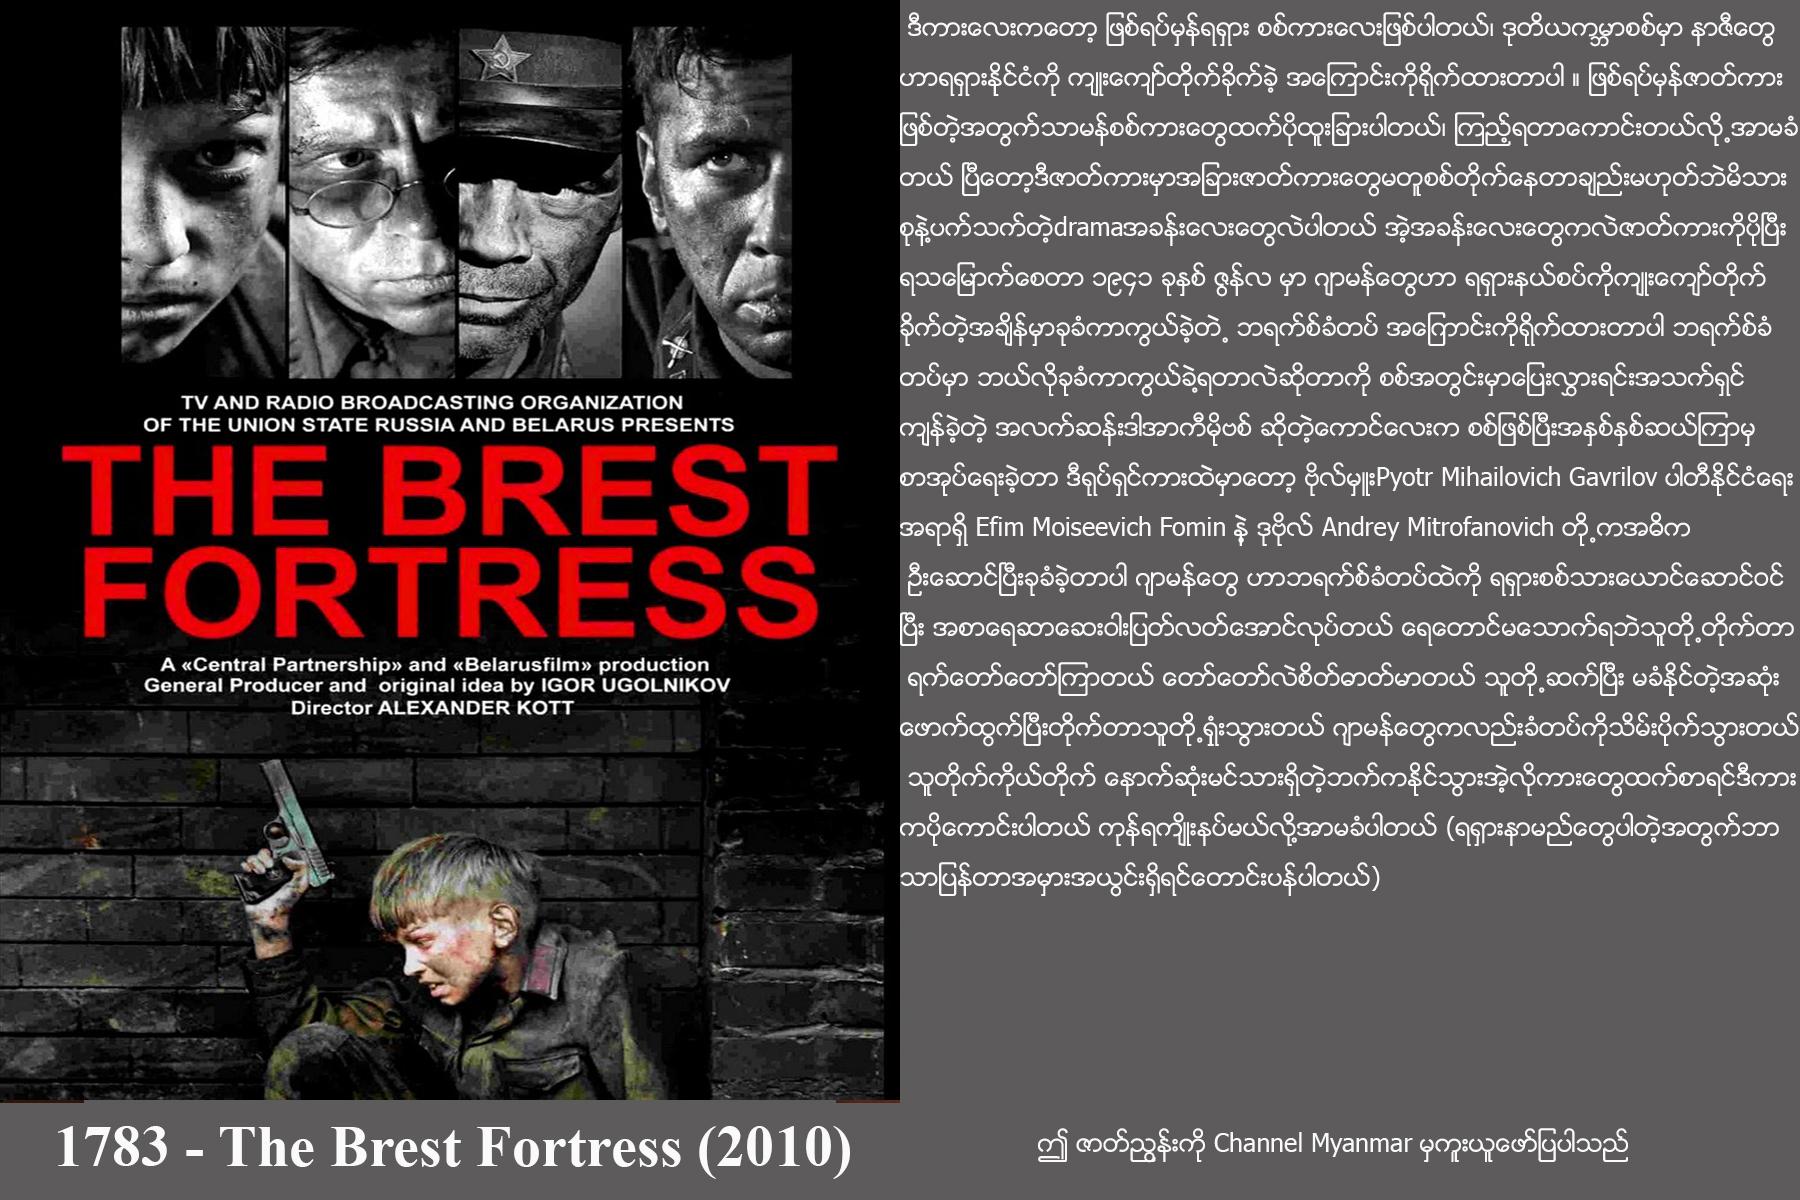 TV AND RADIO BROADCASTING ORGANIZATION
OF THE UNION STATE RUSSIA AND BELARUS PRESENTS
THE BREST
FORTRESS
A «Central Partnership» and «Belarusfilm» production
General Producer and original idea by IGOR UGOLNIKOV
Director ALEXANDER KOTT
1783 - The Brest Fortress (2010)
ဒီကားလေးကတော့ ဖြစ်ရပ်မှန်ရုရှား စစ်ကားလေးဖြစ်ပါတယ်၊ ဒုတိယကမ္ဘာစစ်မှာ နာဇီတွေ
ဟာရုရှားနိုင်ငံကို ကျူးကျော်တိုက်ခိုက်ခဲ့ အကြောင်းကိုရိုက်ထားတာပါ ။ ဖြစ်ရပ်မှန်ဇာတ်ကား
ဖြစ်တဲ့အတွက်သာမန်စစ်ကားတွေထက်ပိုထူးခြားပါတယ်၊ ကြည့်ရတာကောင်းတယ်လို့အာမခံ
တယ် ပြီတော့ဒီဇာတ်ကားမှာအခြားဇာတ်ကားတွေမတူစစ်တိုက်နေတာချည်းမဟုတ်ဘဲမိသား
စုနဲ့ပက်သက်တဲ့dramaအခန်းလေးတွေလဲပါတယ် အဲ့အခန်းလေးတွေကလဲဇာတ်ကားကိုပိုပြီး
ရသမြောက်စေတာ ၁၉၄၁ ခုနှစ် ဇွန်လ မှာ ဂျာမန်တွေဟာ ရုရှားနယ်စပ်ကိုကျူးကျော်တိုက်
ခိုက်တဲ့အချိန်မှာခုခံကာကွယ်ခဲ့တဲ့ ဘရက်စ်ခံတပ် အကြောင်းကိုရိုက်ထားတာပါ ဘရက်စ်ခံ
တပ်မှာ ဘယ်လိုခုခံကာကွယ်ခဲ့ရတာလဲဆိုတာကို စစ်အတွင်းမှာပြေးလွှားရင်းအသက်ရှင်
ကျန်ခဲ့တဲ့ အလက်ဆန်းဒါအာကီမိုဗစ် ဆိုတဲ့ကောင်လေးက စစ်ဖြစ်ပြီးအနှစ်နှစ်ဆယ်ကြာမှ
စာအုပ်ရေးခဲ့တာ ဒီရုပ်ရှင်ကားထဲမှာတော့ ဗိုလ်မှူးPyotr Mihailovich Gavrilov ပါတီနိုင်ငံရေး
အရာရှိ Efim Moiseevich Fomin နဲ့ ဒုဗိုလ် Andrey Mitrofanovich တို့ကအဓိက
ဦးဆောင်ပြီးခုခံခဲ့တာပါ ဂျာမန်တွေ ဟာဘရက်စ်ခံတပ်ထဲကို ရုရှားစစ်သားယောင်ဆောင်ဝင်
ပြီး အစာရေဆာဆေးဝါးပြတ်လတ်အောင်လုပ်တယ် ရေတောင်မသောက်ရဘဲသူတို့တိုက်တာ
ရက်တော်တော်ကြာတယ် တော်တော်လဲစိတ်ဓာတ်မာတယ် သူတို့ဆက်ပြီး မခံနိုင်တဲ့အဆုံး
ဖောက်ထွက်ပြီးတိုက်တာသူတို့ရှုံးသွားတယ် ဂျာမန်တွေကလည်းခံတပ်ကိုသိမ်းပိုက်သွားတယ်
သူတိုက်ကိုယ်တိုက် နောက်ဆုံးမင်သားရှိတဲ့ဘက်ကနိုင်သွားအဲ့လိုကားတွေထက်စာရင်ဒီကား
ကပိုကောင်းပါတယ် ကုန်ရကျိုးနပ်မယ်လို့အာမခံပါတယ် (ရုရှားနာမည်တွေပါတဲ့အတွက်ဘာ
သာပြန်တာအမှားအယွင်းရှိရင်တောင်းပန်ပါတယ်)
ဤ ဇာတ်ညွှန်းကို Channel Myanmar မှကူးယူဖော်ပြပါသည်